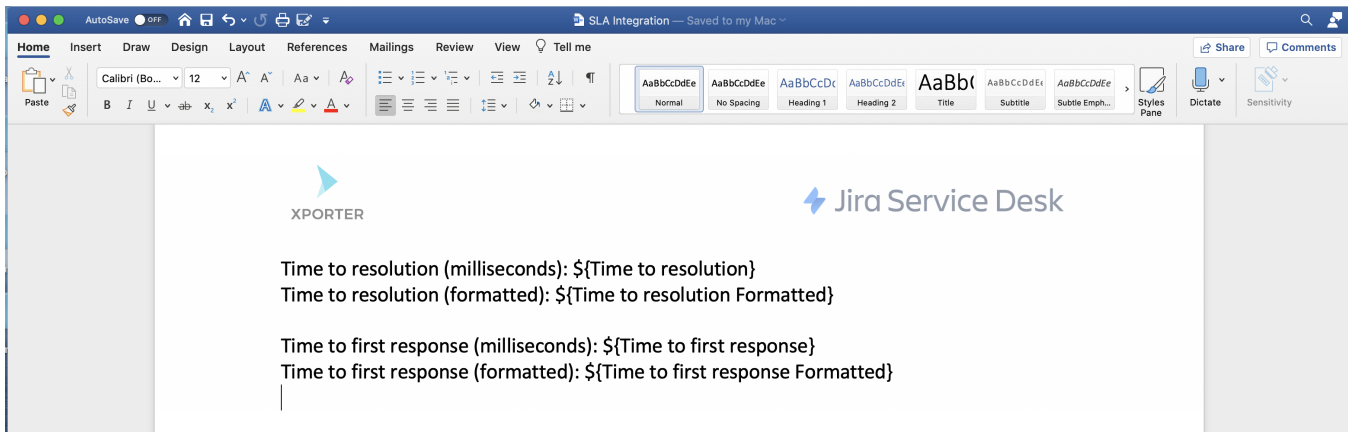 AutoSave OFF SLA Integration — Saved to my Mac
Home Insert Draw Design Layout References Mailings Review View Tell me Share Comments
Paste Calibri (Bo... 12 A A Aa A AaBbCcDdEe AaBbCcDdEe AaBbCcDc AaBbCcDdEe AaBb( AaBbCcDdEe AaBbCcDdEe
B I U ab x₂ x² A A Normal No Spacing Heading 1 Heading 2 Title Subtitle Subtle Emph... Styles Pane Dictate Sensitivity
XPORTER
Jira Service Desk
Time to resolution (milliseconds): ${Time to resolution}
Time to resolution (formatted): ${Time to resolution Formatted}
Time to first response (milliseconds): ${Time to first response}
Time to first response (formatted): ${Time to first response Formatted}